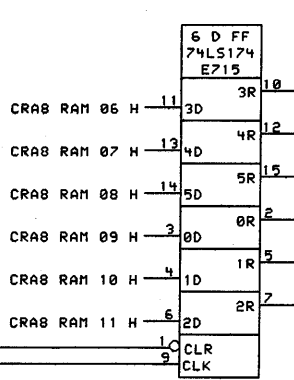 6 D FF
74LS174
E715
3R 10
CRA8 RAM 06 H 11 3D
4R 12
CRA8 RAM 07 H 13 4D
5R 15
CRA8 RAM 08 H 14 5D
0R 2
CRA8 RAM 09 H 3 0D
1R 5
CRA8 RAM 10 H 4 1D
2R 7
CRA8 RAM 11 H 6 2D
1 CLR
9 CLK